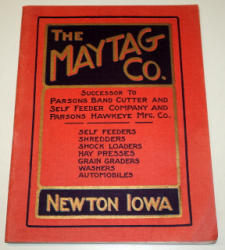 THE
MAYTAG
CO.
SUCCESSOR TO
PARSONS BAND CUTTER AND
SELF FEEDER COMPANY AND
PARSONS HAWKEYE MFG. CO.
SELF FEEDERS
SHREDDERS
SHOCK LOADERS
HAY PRESSES
GRAIN GRADERS
WASHERS
AUTOMOBILES
NEWTON IOWA